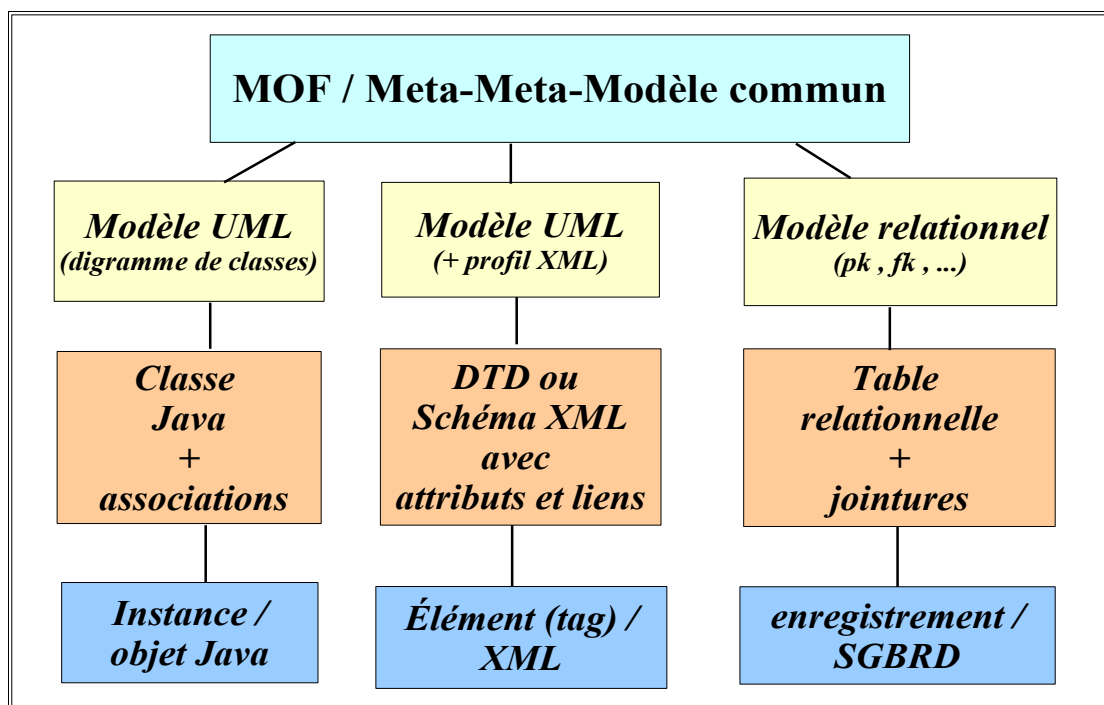 MOF / Meta-Meta-Modèle commun
Modèle UML
(digramme de classes)
Modèle UML
(+ profil XML)
Modèle relationnel
(pk , fk , ...)
Classe
Java
+
associations
DTD ou
Schéma XML
avec
attributs et liens
Table
relationnelle
+
jointures
Instance /
objet Java
Élément (tag) /
XML
enregistrement /
SGBRD